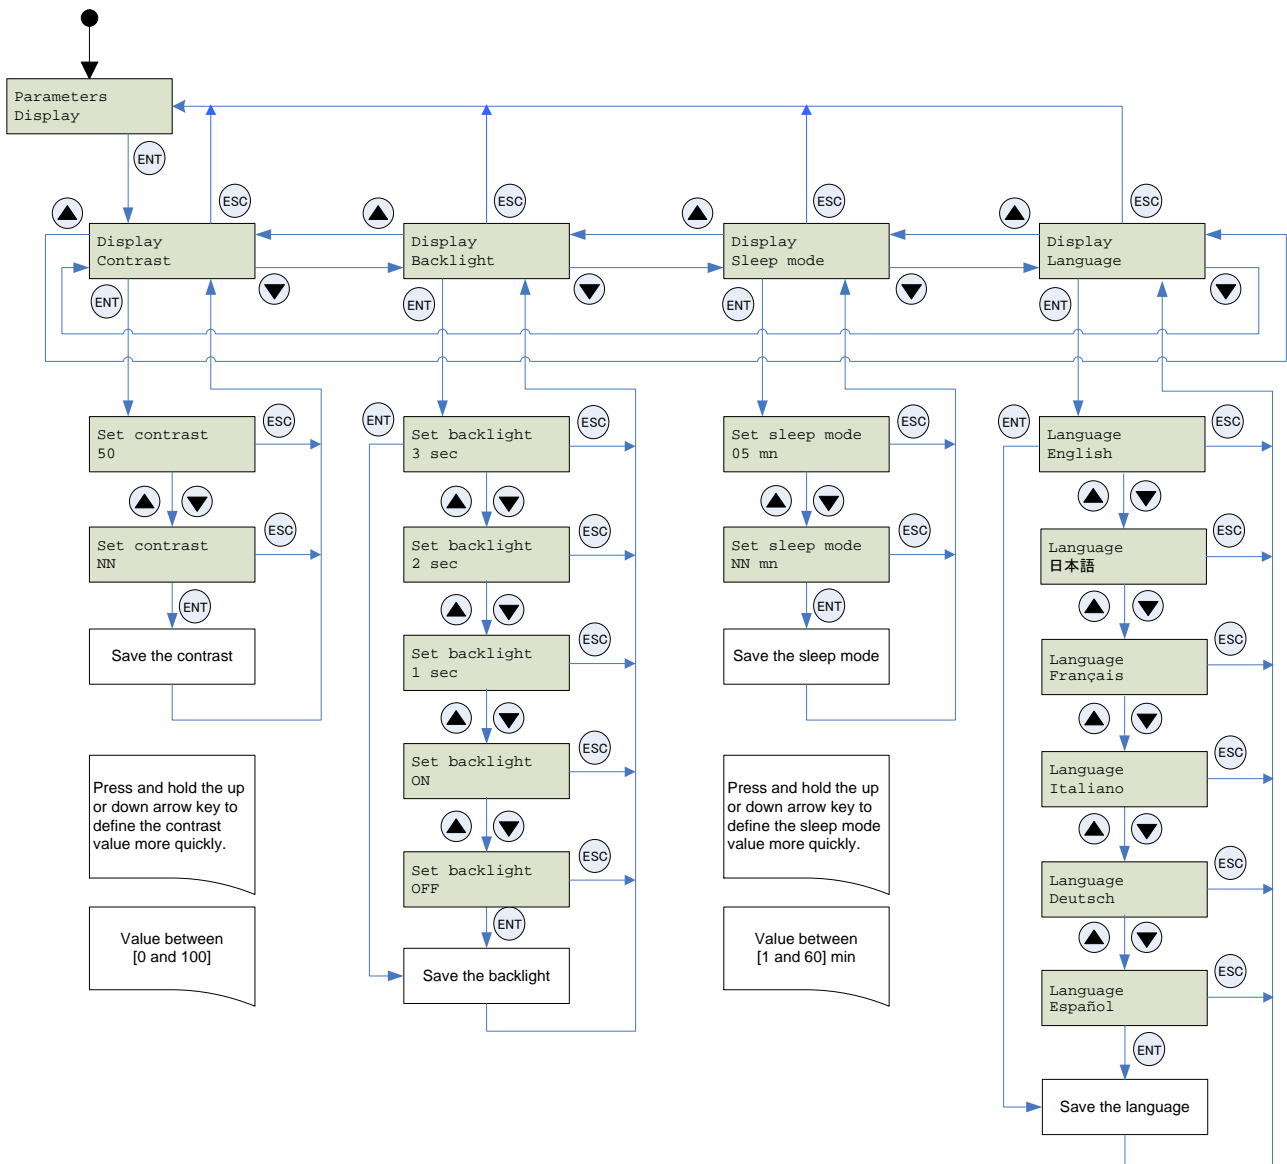 Parameters
Display
ENT
ESC
ESC
ESC
ESC
Display
Contrast
Display
Backlight
Display
Sleep mode
Display
Language
ENT
ENT
ENT
ENT
Set contrast
50
ESC
Set contrast
NN
ESC
ENT
Save the contrast
Press and hold the up
or down arrow key to
define the contrast
value more quickly.
Value between
[0 and 100]
ENT
Set backlight
3 sec
ESC
Set backlight
2 sec
ESC
Set backlight
1 sec
ESC
Set backlight
ON
ESC
Set backlight
OFF
ESC
ENT
Save the backlight
Set sleep mode
05 mn
ESC
Set sleep mode
NN mn
ESC
ENT
Save the sleep mode
Press and hold the up
or down arrow key to
define the sleep mode
value more quickly.
Value between
[1 and 60] min
ENT
Language
English
ESC
Language
日本語
ESC
Language
Français
ESC
Language
Italiano
ESC
Language
Deutsch
ESC
Language
Español
ESC
ENT
Save the language